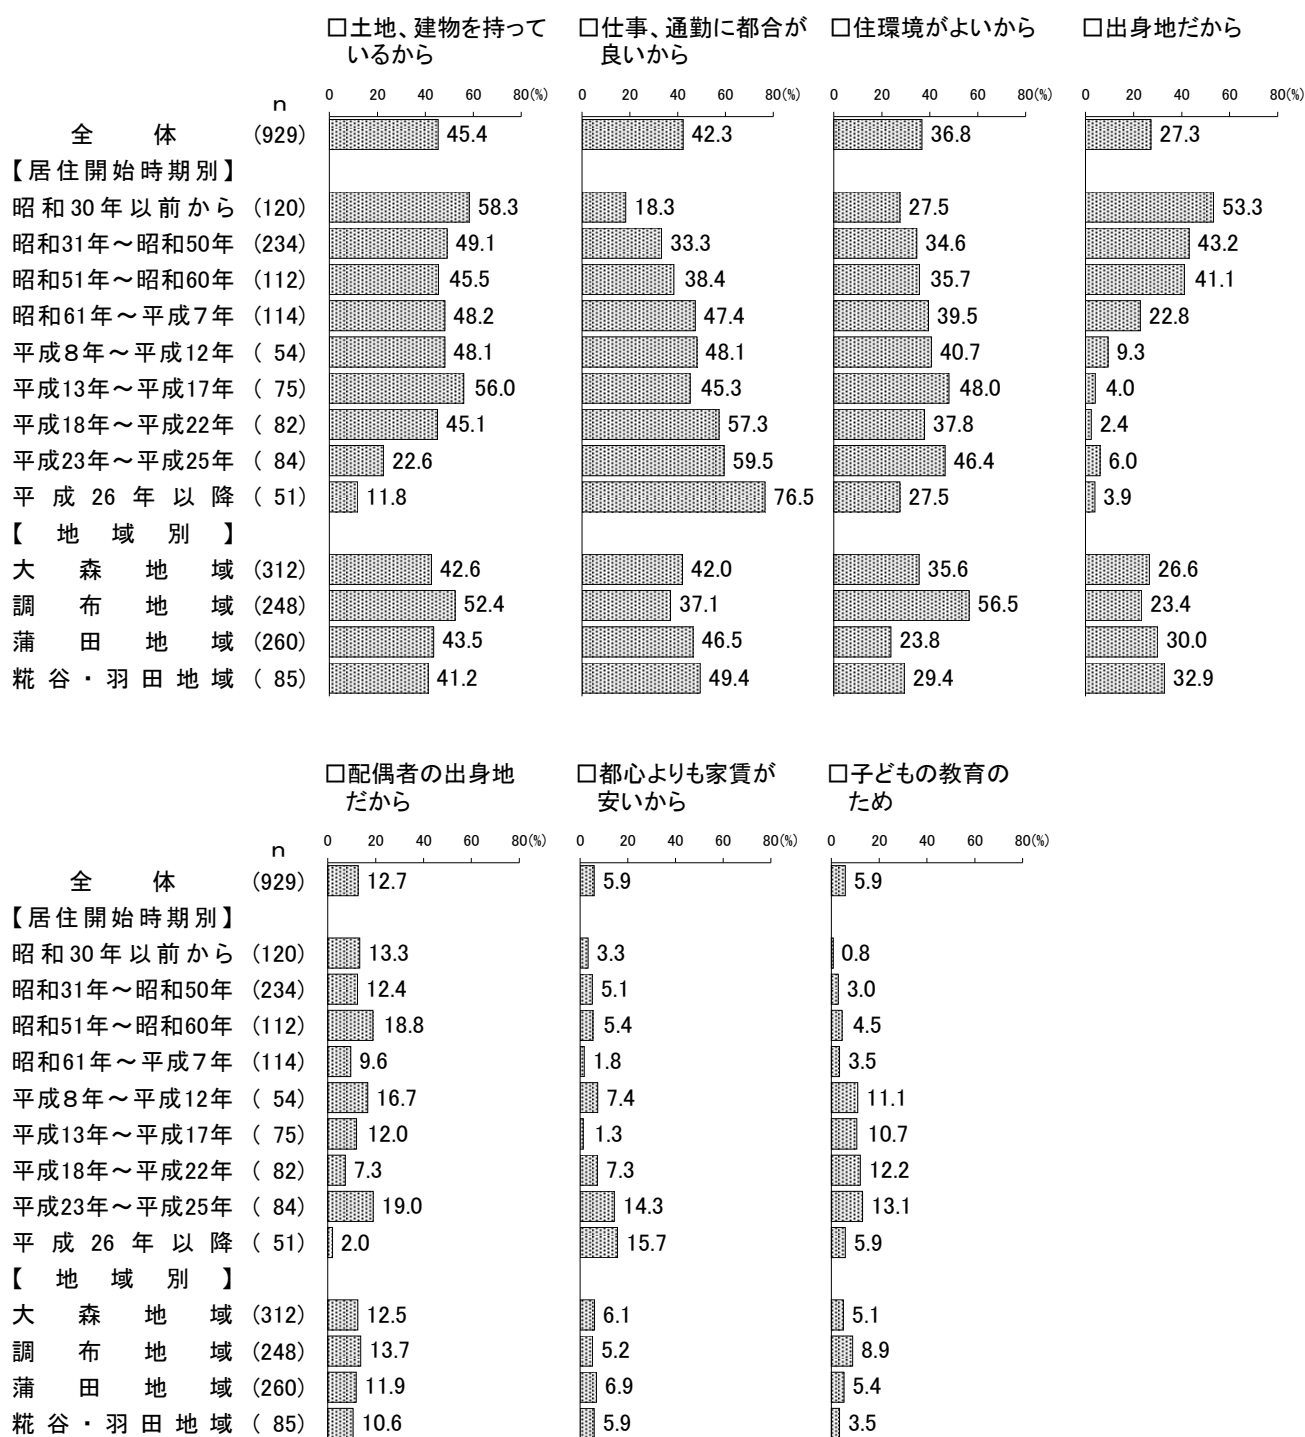 □土地、建物を持って □仕事、通勤に都合が □住環境がよいから □出身地だから
いるから 良いから
n 0 20 40 60 80(%) 0 20 40 60 80(%) 0 20 40 60 80(%) 0 20 40 60 80(%)
全体 (929) 45.4 42.3 36.8 27.3
【居住開始時期別】
昭和30年以前から (120) 58.3 18.3 27.5 53.3
昭和31年～昭和50年 (234) 49.1 33.3 34.6 43.2
昭和51年～昭和60年 (112) 45.5 38.4 35.7 41.1
昭和61年～平成7年 (114) 48.2 47.4 39.5 22.8
平成8年～平成12年 ( 54) 48.1 48.1 40.7 9.3
平成13年～平成17年 ( 75) 56.0 45.3 48.0 4.0
平成18年～平成22年 ( 82) 45.1 57.3 37.8 2.4
平成23年～平成25年 ( 84) 22.6 59.5 46.4 6.0
平成26年以降 ( 51) 11.8 76.5 27.5 3.9
【地域別】
大森地域 (312) 42.6 42.0 35.6 26.6
調布地域 (248) 52.4 37.1 56.5 23.4
蒲田地域 (260) 43.5 46.5 23.8 30.0
糀谷・羽田地域 ( 85) 41.2 49.4 29.4 32.9
□配偶者の出身地 □都心よりも家賃が □子どもの教育の
だから 安いから ため
n 0 20 40 60 80(%) 0 20 40 60 80(%) 0 20 40 60 80(%)
全体 (929) 12.7 5.9 5.9
【居住開始時期別】
昭和30年以前から (120) 13.3 3.3 0.8
昭和31年～昭和50年 (234) 12.4 5.1 3.0
昭和51年～昭和60年 (112) 18.8 5.4 4.5
昭和61年～平成7年 (114) 9.6 1.8 3.5
平成8年～平成12年 ( 54) 16.7 7.4 11.1
平成13年～平成17年 ( 75) 12.0 1.3 10.7
平成18年～平成22年 ( 82) 7.3 7.3 12.2
平成23年～平成25年 ( 84) 19.0 14.3 13.1
平成26年以降 ( 51) 2.0 15.7 5.9
【地域別】
大森地域 (312) 12.5 6.1 5.1
調布地域 (248) 13.7 5.2 8.9
蒲田地域 (260) 11.9 6.9 5.4
糀谷・羽田地域 ( 85) 10.6 5.9 3.5